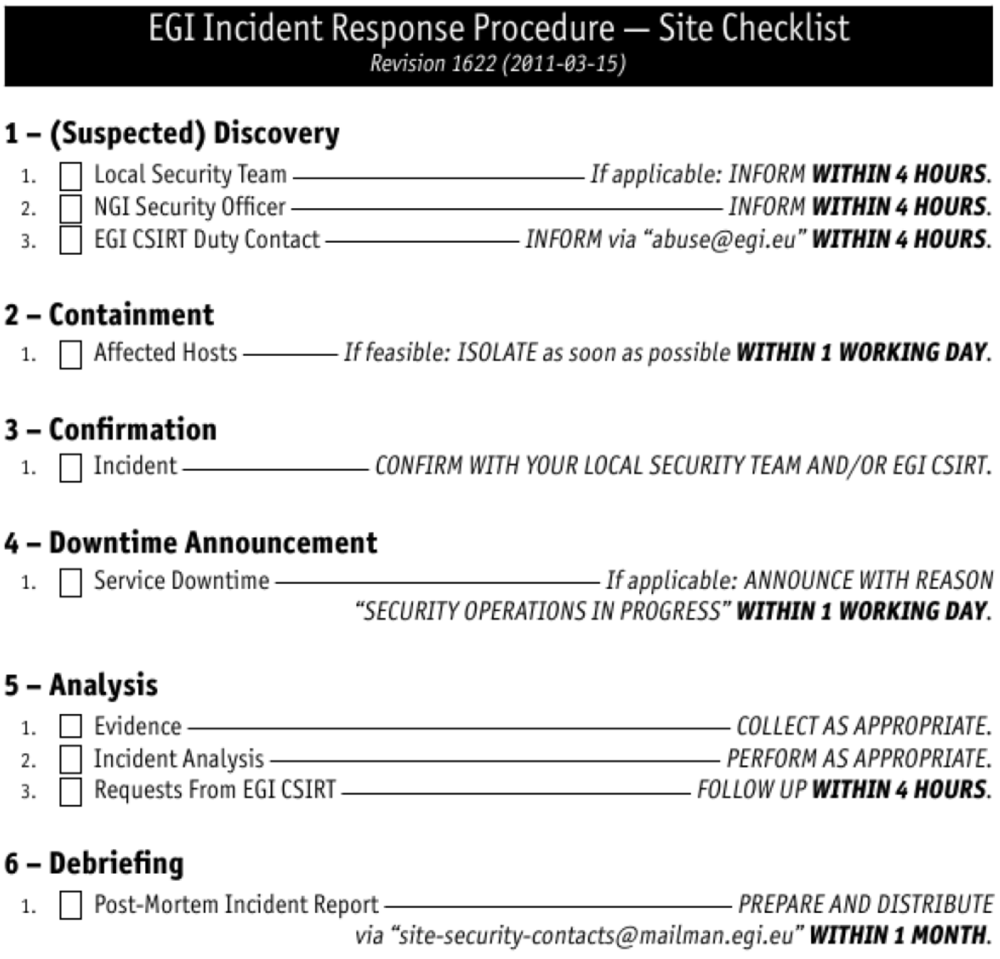 EGI Incident Response Procedure — Site Checklist
Revision 1622 (2011-03-15)
1 – (Suspected) Discovery
1. Local Security Team If applicable: INFORM WITHIN 4 HOURS.
2. NGI Security Officer INFORM WITHIN 4 HOURS.
3. EGI CSIRT Duty Contact INFORM via “abuse@egi.eu” WITHIN 4 HOURS.
2 – Containment
1. Affected Hosts If feasible: ISOLATE as soon as possible WITHIN 1 WORKING DAY.
3 – Confirmation
1. Incident CONFIRM WITH YOUR LOCAL SECURITY TEAM AND/OR EGI CSIRT.
4 – Downtime Announcement
1. Service Downtime If applicable: ANNOUNCE WITH REASON
“SECURITY OPERATIONS IN PROGRESS” WITHIN 1 WORKING DAY.
5 – Analysis
1. Evidence COLLECT AS APPROPRIATE.
2. Incident Analysis PERFORM AS APPROPRIATE.
3. Requests From EGI CSIRT FOLLOW UP WITHIN 4 HOURS.
6 – Debriefing
1. Post-Mortem Incident Report PREPARE AND DISTRIBUTE
via “site-security-contacts@mailman.egi.eu” WITHIN 1 MONTH.